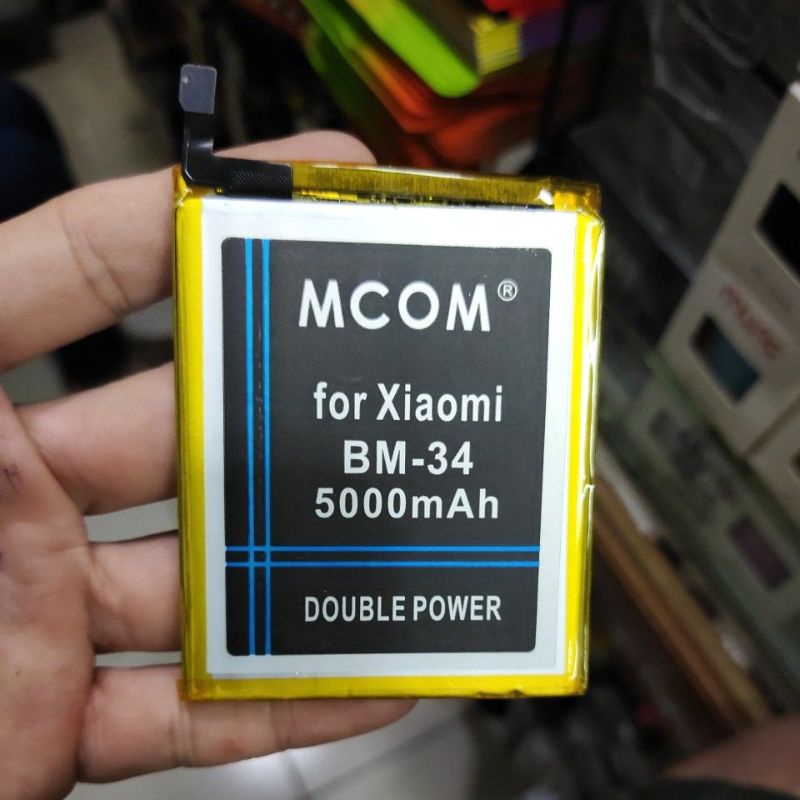 MCOM®
for Xiaomi
BM-34
5000mAh
DOUBLE POWER